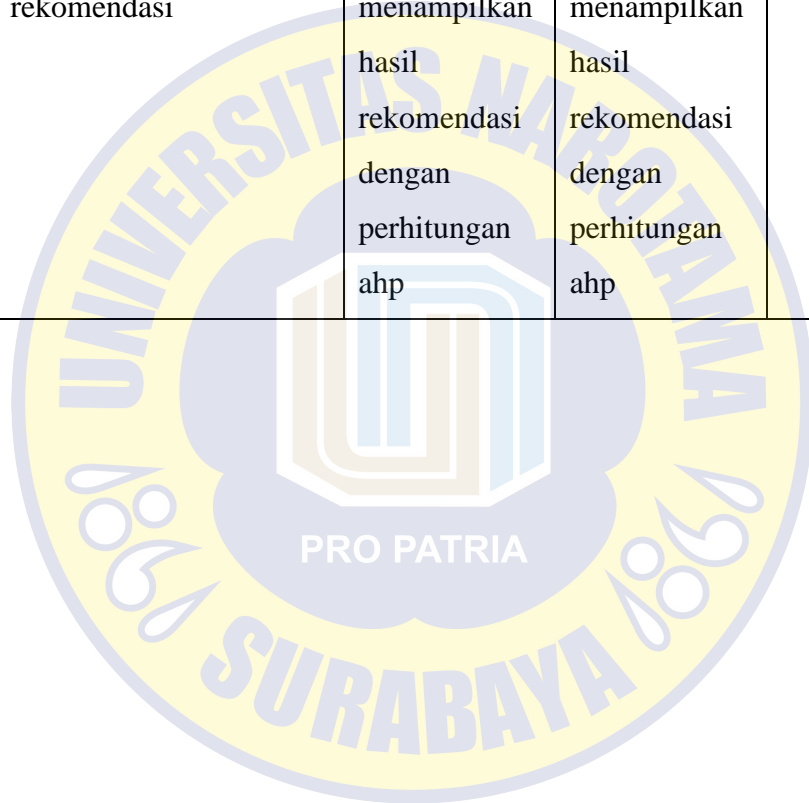 rekomendasi
menampilkan
hasil
rekomendasi
dengan
perhitungan
ahp
menampilkan
hasil
rekomendasi
dengan
perhitungan
ahp
UNIVERSITAS NAROTAMA
PRO PATRIA
SURABAYA